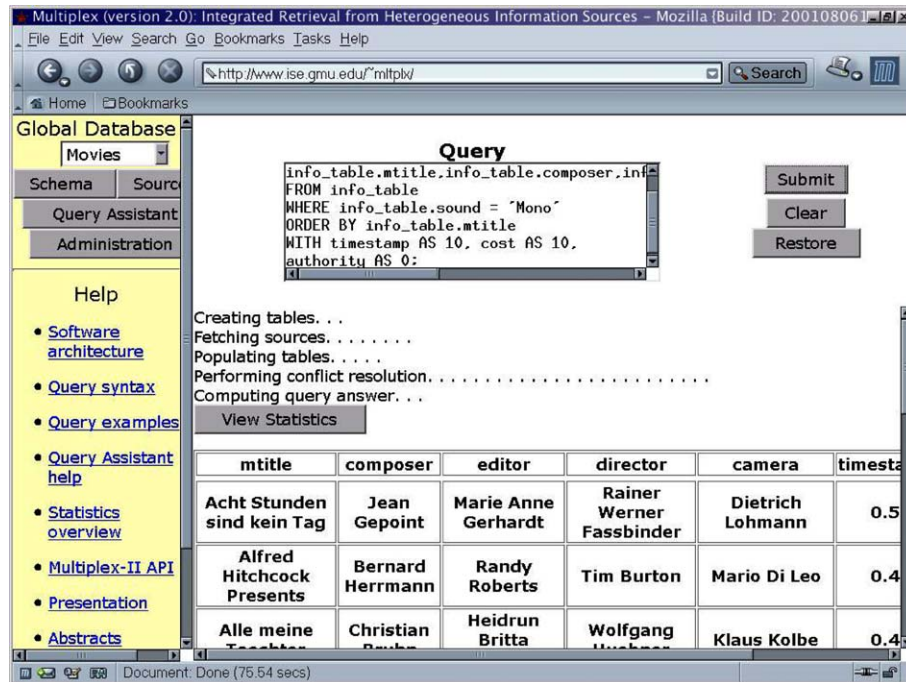 Multiplex (version 2.0): Integrated Retrieval from Heterogeneous Information Sources - Mozilla {Build ID: 200108061
File Edit View Search Go Bookmarks Tasks Help
http://www.ise.gmu.edu/~mltplx/
Search
Home Bookmarks
Global Database
Movies
Schema Source
Query Assistant
Administration
Help
Software architecture
Query syntax
Query examples
Query Assistant help
Statistics overview
Multiplex-II API
Presentation
Abstracts
Query
info_table.mtitle,info_table.composer,inf
FROM info_table
WHERE info_table.sound = ´Mono´
ORDER BY info_table.mtitle
WITH timestamp AS 10, cost AS 10,
authority AS 0;
Submit
Clear
Restore
Creating tables. . .
Fetching sources. . . . . . . .
Populating tables. . . . .
Performing conflict resolution. . . . . . . . . . . . . . . . . . . . . . . . . .
Computing query answer. . .
View Statistics
mtitle composer editor director camera timesta
Acht Stunden sind kein Tag Jean Gepoint Marie Anne Gerhardt Rainer Werner Fassbinder Dietrich Lohmann 0.5
Alfred Hitchcock Presents Bernard Herrmann Randy Roberts Tim Burton Mario Di Leo 0.4
Alle meine Christian Heidrun Britta Wolfgang Klaus Kolbe 0.4
Document: Done (75.54 secs)